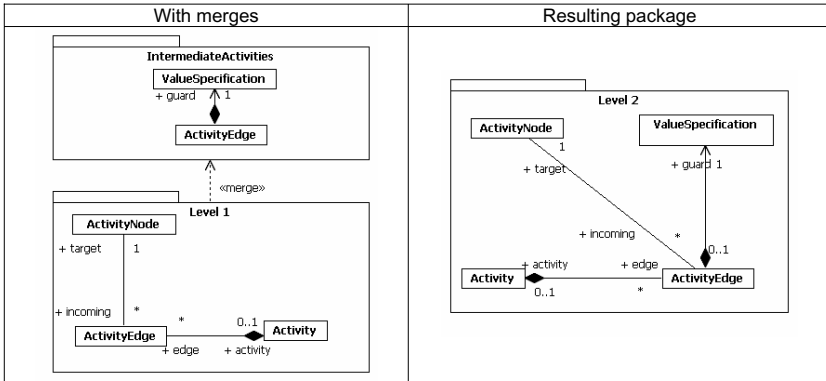 With merges
Resulting package
IntermediateActivities
ValueSpecification
+ guard 1
ActivityEdge
«merge»
Level 1
ActivityNode
+ target 1
+ incoming *
ActivityEdge
* 0..1
Activity
+ edge + activity
Level 2
ActivityNode
ValueSpecification
1
+ target
+ guard 1
+ incoming *
0..1
+ activity + edge
Activity
ActivityEdge
0..1 *